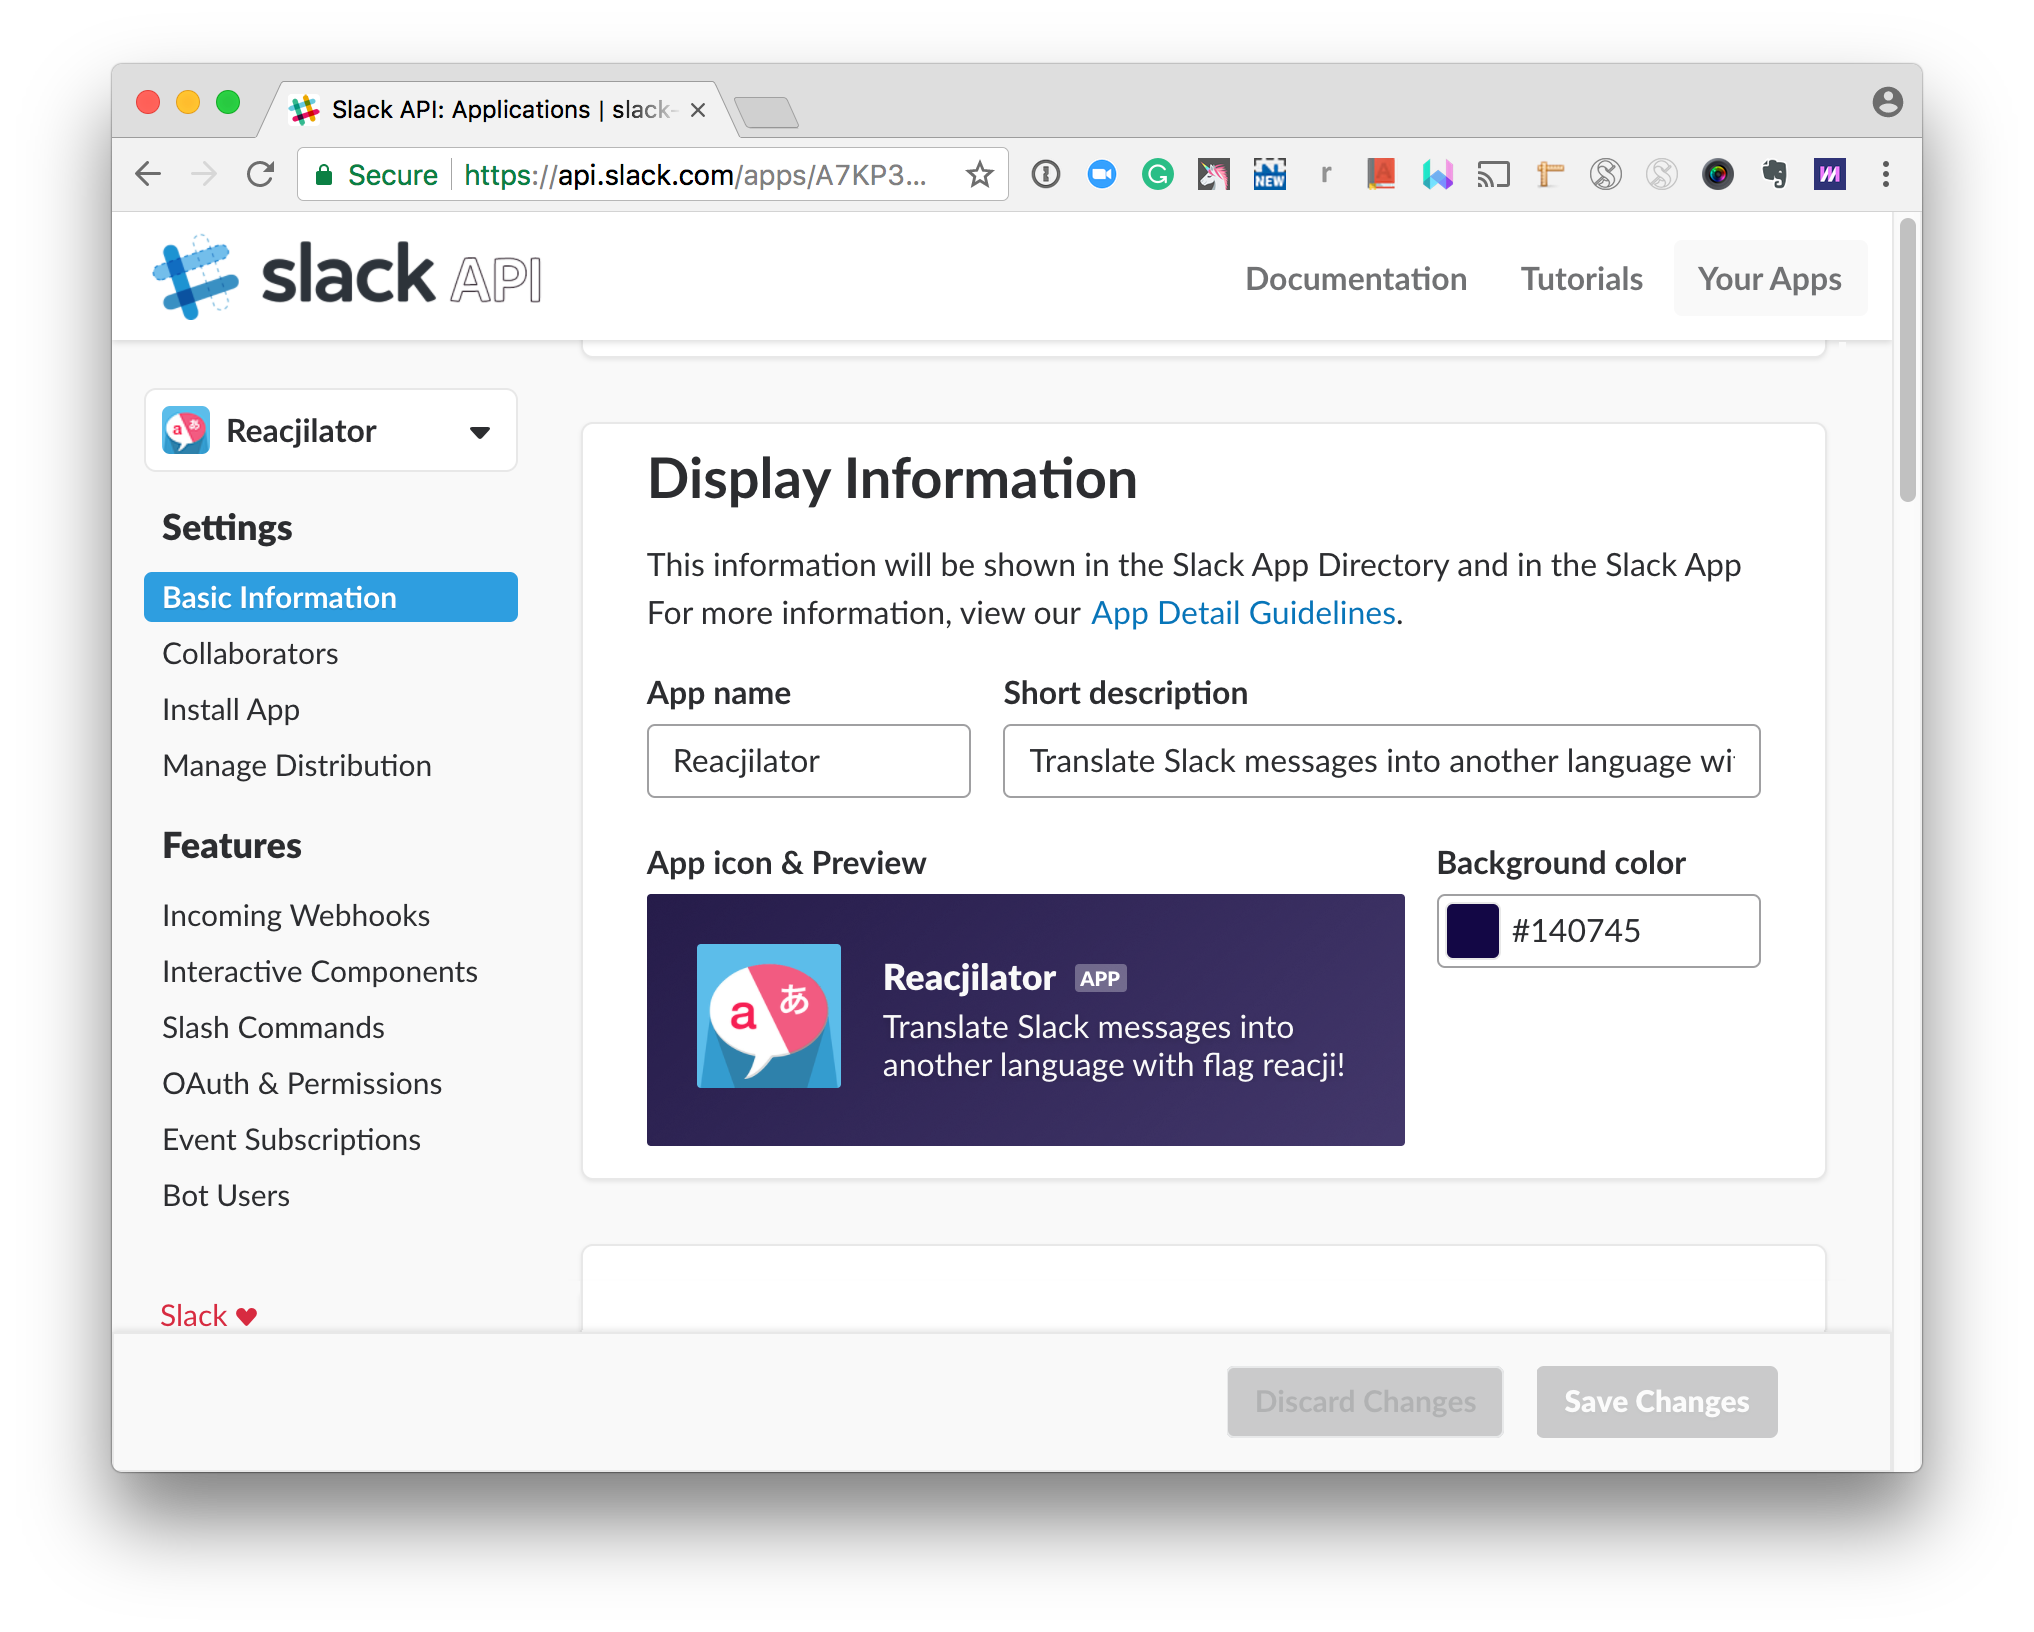 Slack API: Applications | slack-
Secure https://api.slack.com/apps/A7KP3...
NEW
r
slack API
Documentation
Tutorials
Your Apps
Reacjilator
Settings
Basic Information
Collaborators
Install App
Manage Distribution
Features
Incoming Webhooks
Interactive Components
Slash Commands
OAuth & Permissions
Event Subscriptions
Bot Users
Slack ♥
Display Information
This information will be shown in the Slack App Directory and in the Slack App
For more information, view our App Detail Guidelines.
App name
Short description
Reacjilator
Translate Slack messages into another language wi
App icon & Preview
Background color
a あ
Reacjilator APP
Translate Slack messages into
another language with flag reacji!
#140745
Discard Changes
Save Changes